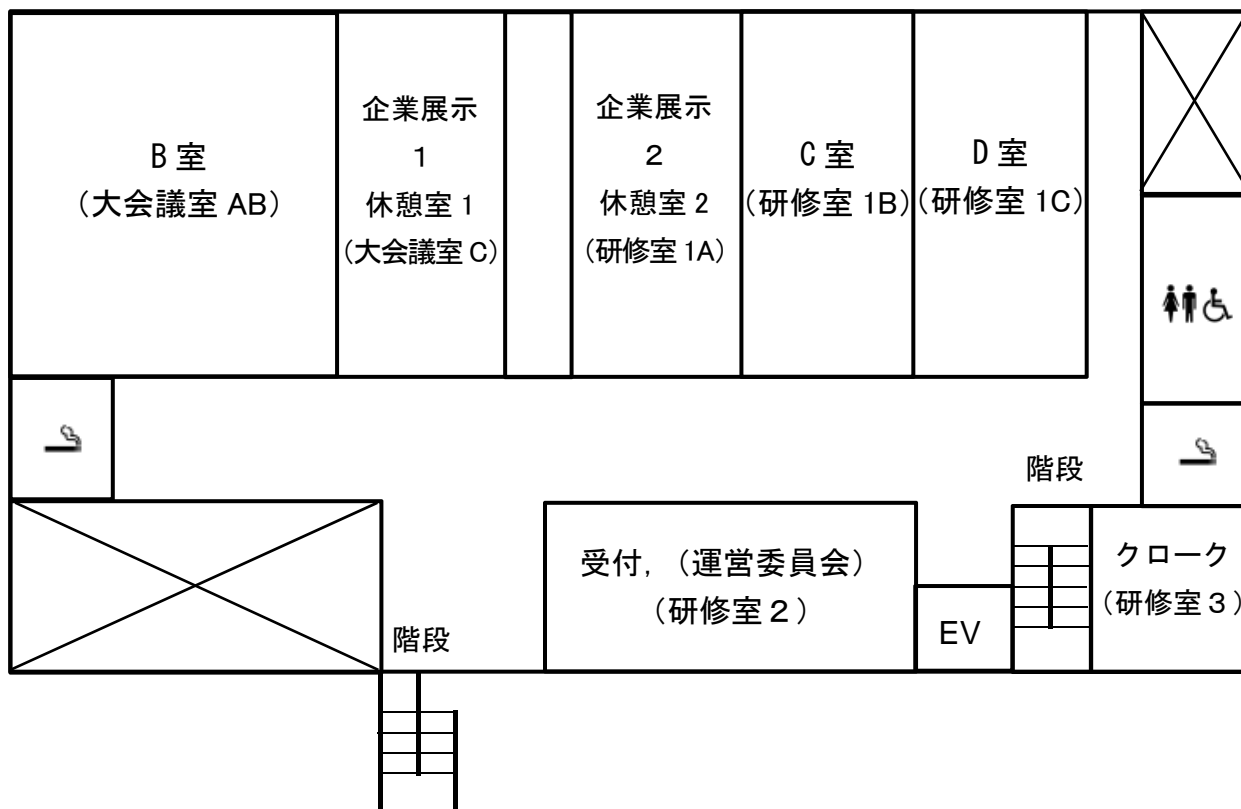 B室
（大会議室 AB）
企業展示
1
休憩室 1
（大会議室 C）
企業展示
2
休憩室 2
（研修室 1A）
C室
（研修室 1B）
D室
（研修室 1C）
階段
受付，（運営委員会）
（研修室２）
EV
クローク
（研修室３）
階段